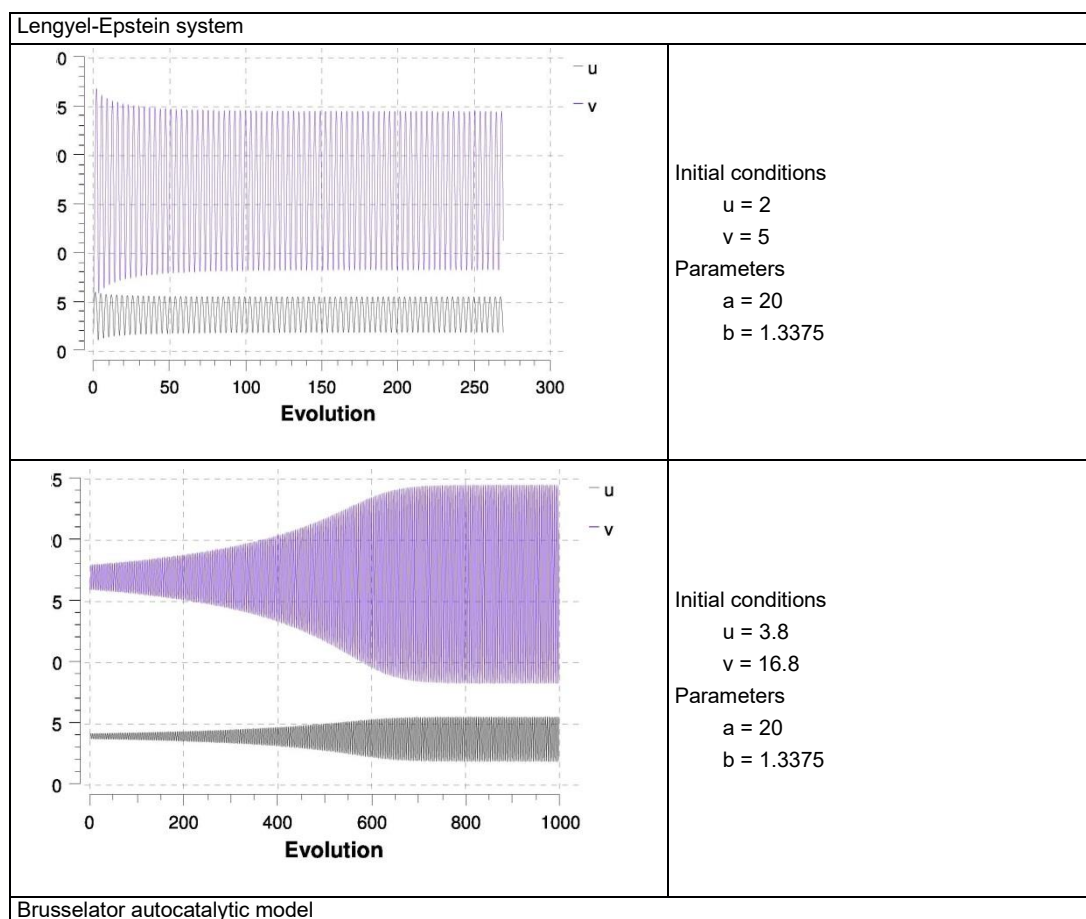 Lengyel-Epstein system
0
5
0
5
0
5
0
0 50 100 150 200 250 300
Evolution
u
v
Initial conditions
u = 2
v = 5
Parameters
a = 20
b = 1.3375
5
0
5
0
5
0
0 200 400 600 800 1000
Evolution
u
v
Initial conditions
u = 3.8
v = 16.8
Parameters
a = 20
b = 1.3375
Brusselator autocatalytic model